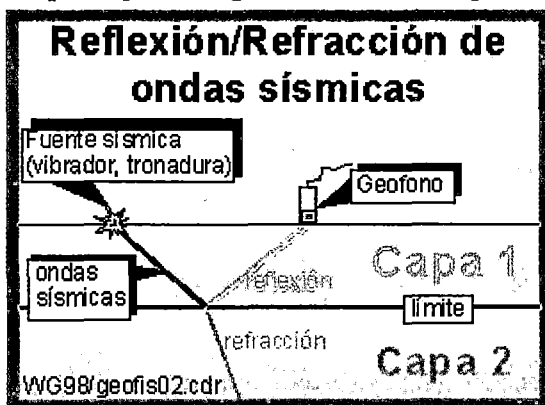 Reflexión/Refracción de
ondas sísmicas
Fuente sísmica
(vibrador, tronadura)
Geofono
ondas
sísmicas
reflexión
Capa 1
límite
refracción
Capa 2
WG98/geofis02.cdr